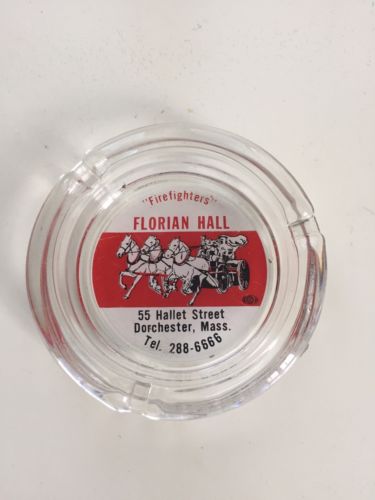 "Firefighters"
FLORIAN HALL
55 Hallet Street
Dorchester, Mass.
Tel. 288-6666